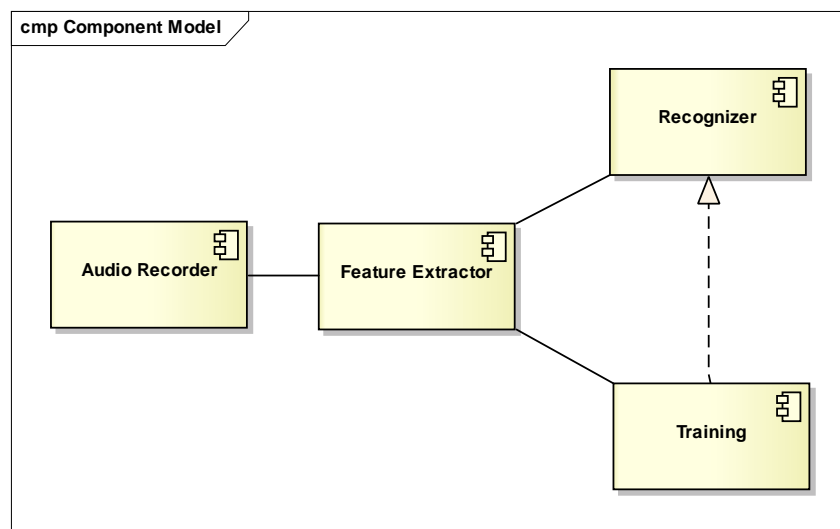 cmp Component Model
Recognizer
Audio Recorder
Feature Extractor
Training